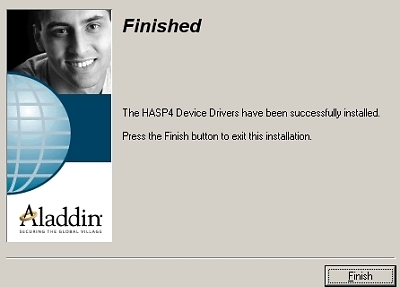 Finished
The HASP4 Device Drivers have been successfully installed.
Press the Finish button to exit this installation.
Aladdin
SECURING THE GLOBAL VILLAGE
Finish